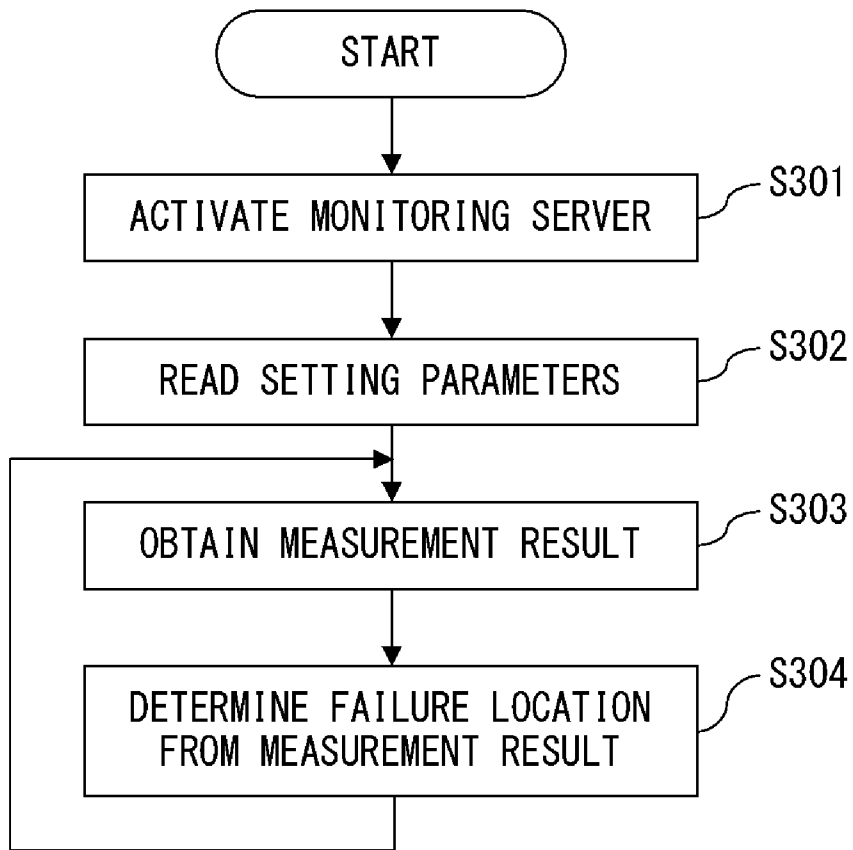 START
ACTIVATE MONITORING SERVER
S301
READ SETTING PARAMETERS
S302
OBTAIN MEASUREMENT RESULT
S303
DETERMINE FAILURE LOCATION
FROM MEASUREMENT RESULT
S304